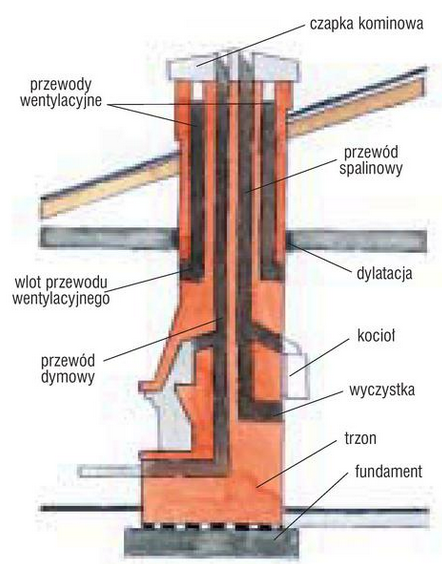 czapka kominowa
przewody
wentylacyjne
przewód
spalinowy
dylatacja
wlot przewodu
wentylacyjnego
kocioł
przewód
dymowy
wyczystka
trzon
fundament